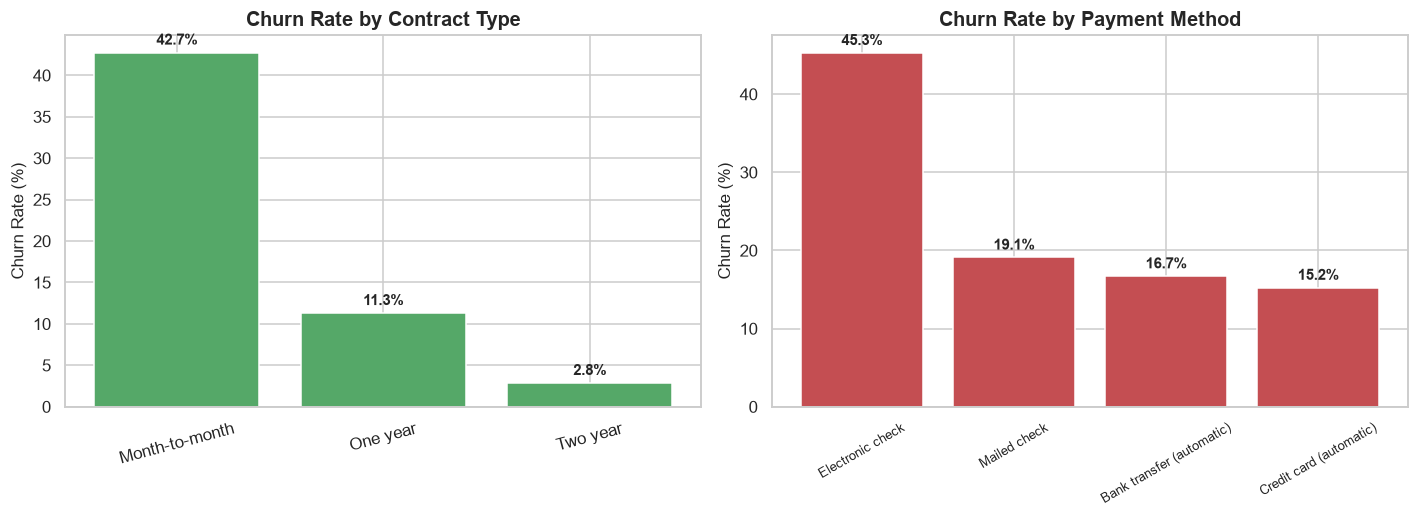 Churn Rate by Contract Type
42.7%
40
35
30
25
20
15
10
5
0
Churn Rate (%)
11.3%
2.8%
Month-to-month
One year
Two year
Churn Rate by Payment Method
45.3%
40
30
20
10
0
Churn Rate (%)
19.1%
16.7%
15.2%
Electronic check
Mailed check
Bank transfer (automatic)
Credit card (automatic)